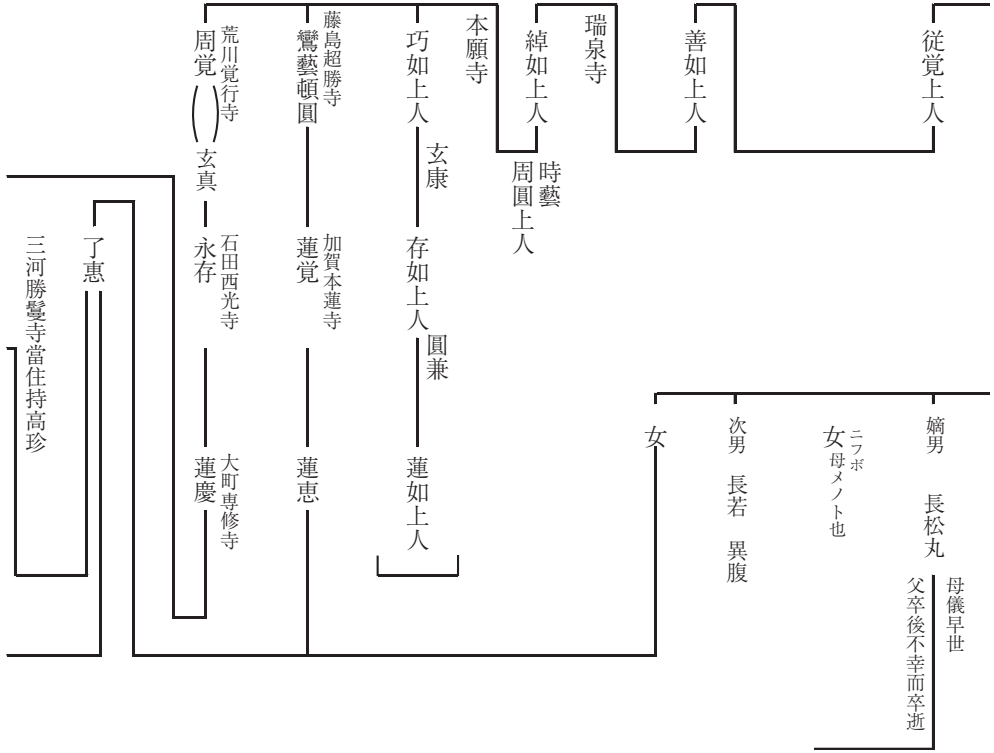 従覚上人
善如上人
瑞泉寺
綽如上人
時藝
周圓上人
本願寺
巧如上人
玄康
存如上人
圓兼
蓮如上人
藤島超勝寺
鸞藝頓圓
加賀本蓮寺
蓮覚
蓮恵
荒川覚行寺
周覚(玄真
石田西光寺
永存
大町専修寺
蓮慶
嫡男 長松丸
母儀早世
父卒後不幸而卒逝
ニフボ
女 母メノト也
次男 長若 異腹
女
了惠
三河勝鬘寺當住持高珍